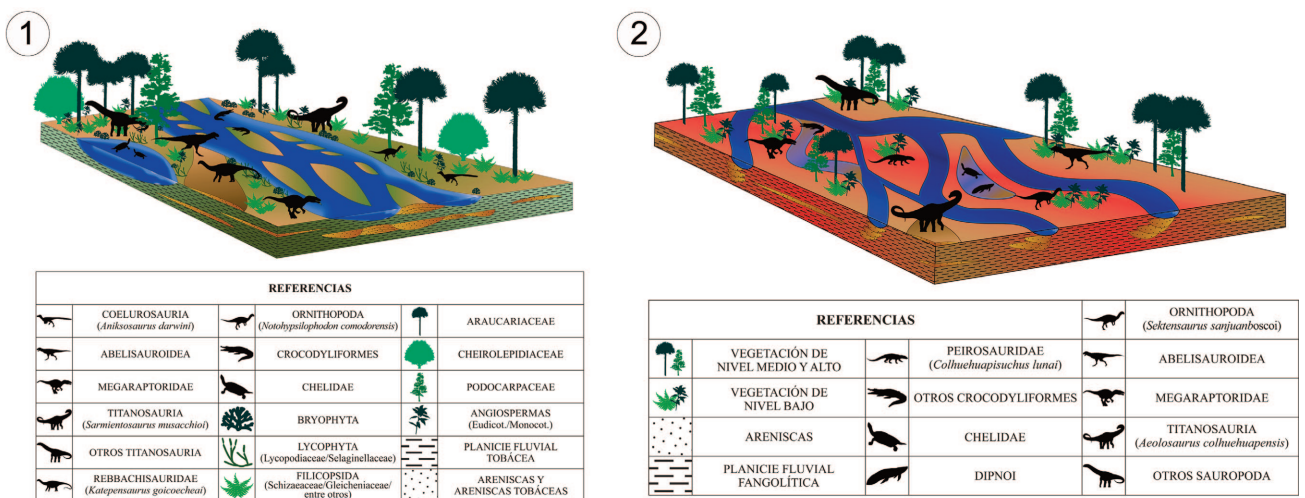 1
2
REFERENCIAS
COELUROSAURIA
(Aniksosaurus darwini)
ORNITHOPODA
(Notohypsilophodon comodorensis)
ARAUCARIACEAE
ABELISAUROIDEA
CROCODYLIFORMES
CHEIROLEPIDIACEAE
MEGARAPTORIDAE
CHELIDAE
PODOCARPACEAE
TITANOSAURIA
(Sarmientosaurus musacchioi)
BRYOPHYTA
ANGIOSPERMAS
(Eudicot./Monocot.)
OTROS TITANOSAURIA
LYCOPHYTA
(Lycopodiaceae/Selaginellaceae)
PLANICIE FLUVIAL
TOBÁCEA
REBBACHISAURIDAE
(Katepensaurus goicoecheai)
FILICOPSIDA
(Schizaeaceae/Gleicheniaceae/
entre otros)
ARENISCAS Y
ARENISCAS TOBÁCEAS
REFERENCIAS
ORNITHOPODA
(Sektensaurus sanjuanboscoi)
VEGETACIÓN DE
NIVEL MEDIO Y ALTO
PEIROSAURIDAE
(Colhuehuapisuchus lunai)
ABELISAUROIDEA
VEGETACIÓN DE
NIVEL BAJO
OTROS CROCODYLIFORMES
MEGARAPTORIDAE
ARENISCAS
CHELIDAE
TITANOSAURIA
(Aeolosaurus colhuehuapensis)
PLANICIE FLUVIAL
FANGOLÍTICA
DIPNOI
OTROS SAUROPODA